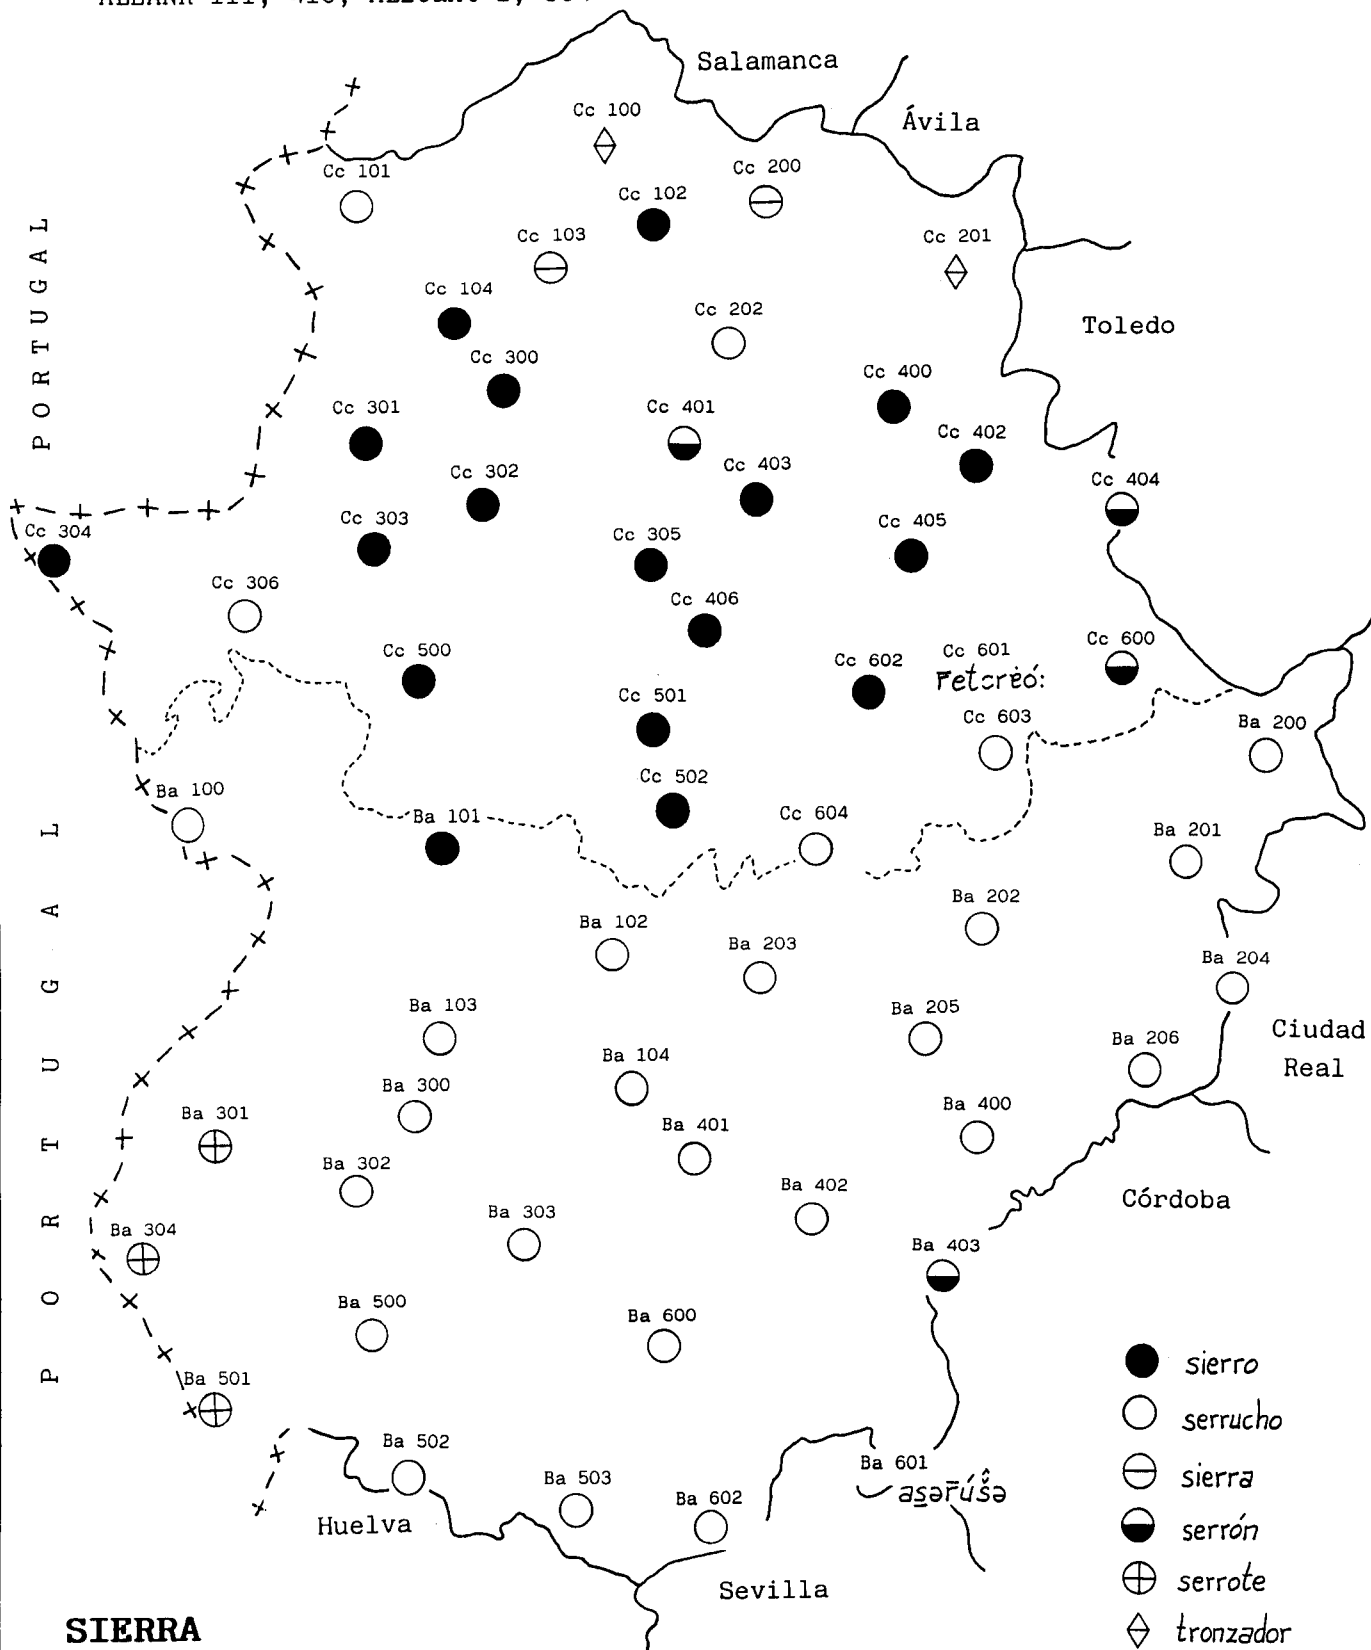 Salamanca
Ávila
Cc 100
Cc 101
Cc 200
Cc 102
Cc 103
Cc 201
Cc 104
Cc 202
Toledo
PORTUGAL
Cc 300
Cc 400
Cc 301
Cc 401
Cc 402
Cc 302
Cc 403
Cc 404
Cc 303
Cc 304
Cc 305
Cc 405
Cc 306
Cc 406
Cc 500
Cc 602
Cc 601
Cc 600
Cc 501
Cc 603
Ba 200
Cc 502
Ba 100
Ba 101
Cc 604
Ba 201
Ba 102
Ba 202
Ba 203
Ba 204
Ba 103
Ba 205
Ciudad
Real
Ba 206
Ba 104
Ba 300
Ba 301
Ba 400
Ba 401
PORTUGAL
Ba 302
Ba 402
Córdoba
Ba 303
Ba 304
Ba 403
Ba 500
Ba 600
Ba 501
Ba 502
Ba 503
Ba 601
Ba 602
Huelva
Sevilla
sierro
serrucho
sierra
serrón
serrote
tronzador
SIERRA